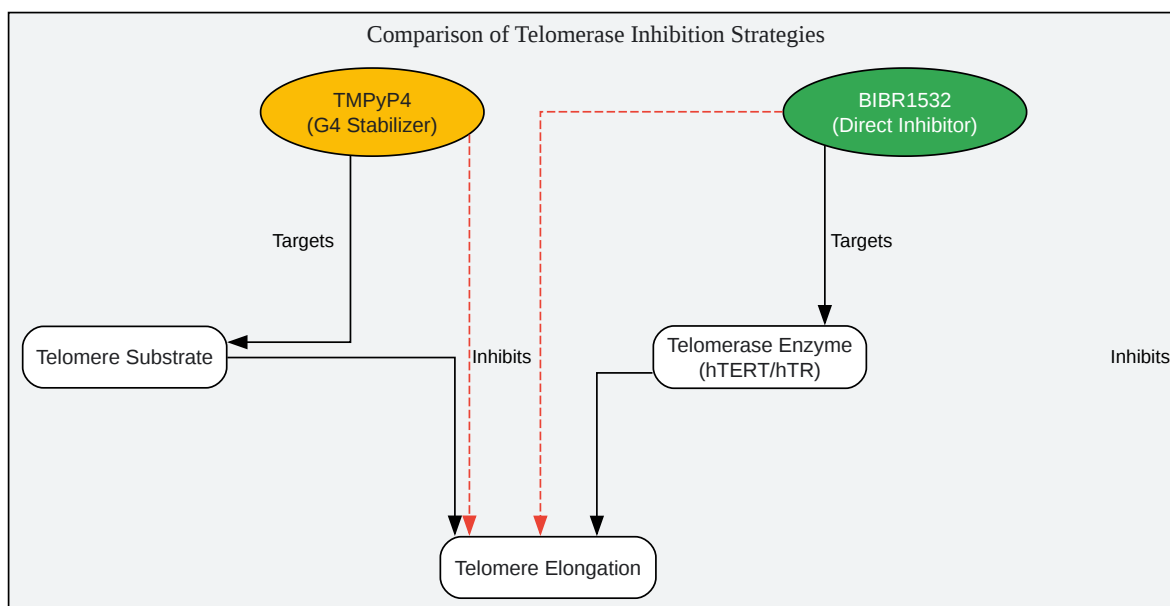 Comparison of Telomerase Inhibition Strategies
TMPyP4
(G4 Stabilizer)
BIBR1532
(Direct Inhibitor)
Targets
Targets
Telomere Substrate
Inhibits
Telomerase Enzyme
(hTERT/hTR)
Inhibits
Telomere Elongation